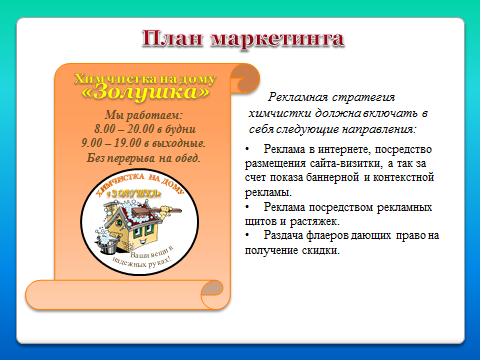 План маркетинга
Химчистка на дому
«Золушка»
Мы работаем:
8.00 – 20.00 в будни
9.00 – 19.00 в выходные.
Без перерыва на обед.
ХИМЧИСТКА НА ДОМУ
«ЗОЛУШКА»
Ваши вещи в
надежных руках!
Рекламная стратегия
химчистки должна включать в
себя следующие направления:
• Реклама в интернете, посредство
размещения сайта-визитки, а так за
счет показа баннерной и контекстной
рекламы.
• Реклама посредством рекламных
щитов и растяжек.
• Раздача флаеров дающих право на
получение скидки.